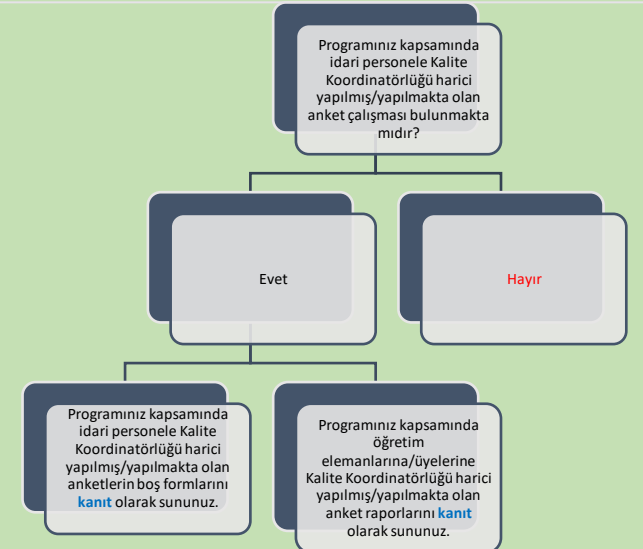 Programınız kapsamında
idari personele Kalite
Koordinatörlüğü harici
yapılmış/yapılmakta olan
anket çalışması bulunmakta
mıdır?
Evet
Hayır
Programınız kapsamında
idari personele Kalite
Koordinatörlüğü harici
yapılmış/yapılmakta olan
anketlerin boş formlarını
kanıt olarak sununuz.
Programınız kapsamında
öğretim
elemanlarına/üyelerine
Kalite Koordinatörlüğü harici
yapılmış/yapılmakta olan
anket raporlarını kanıt
olarak sununuz.